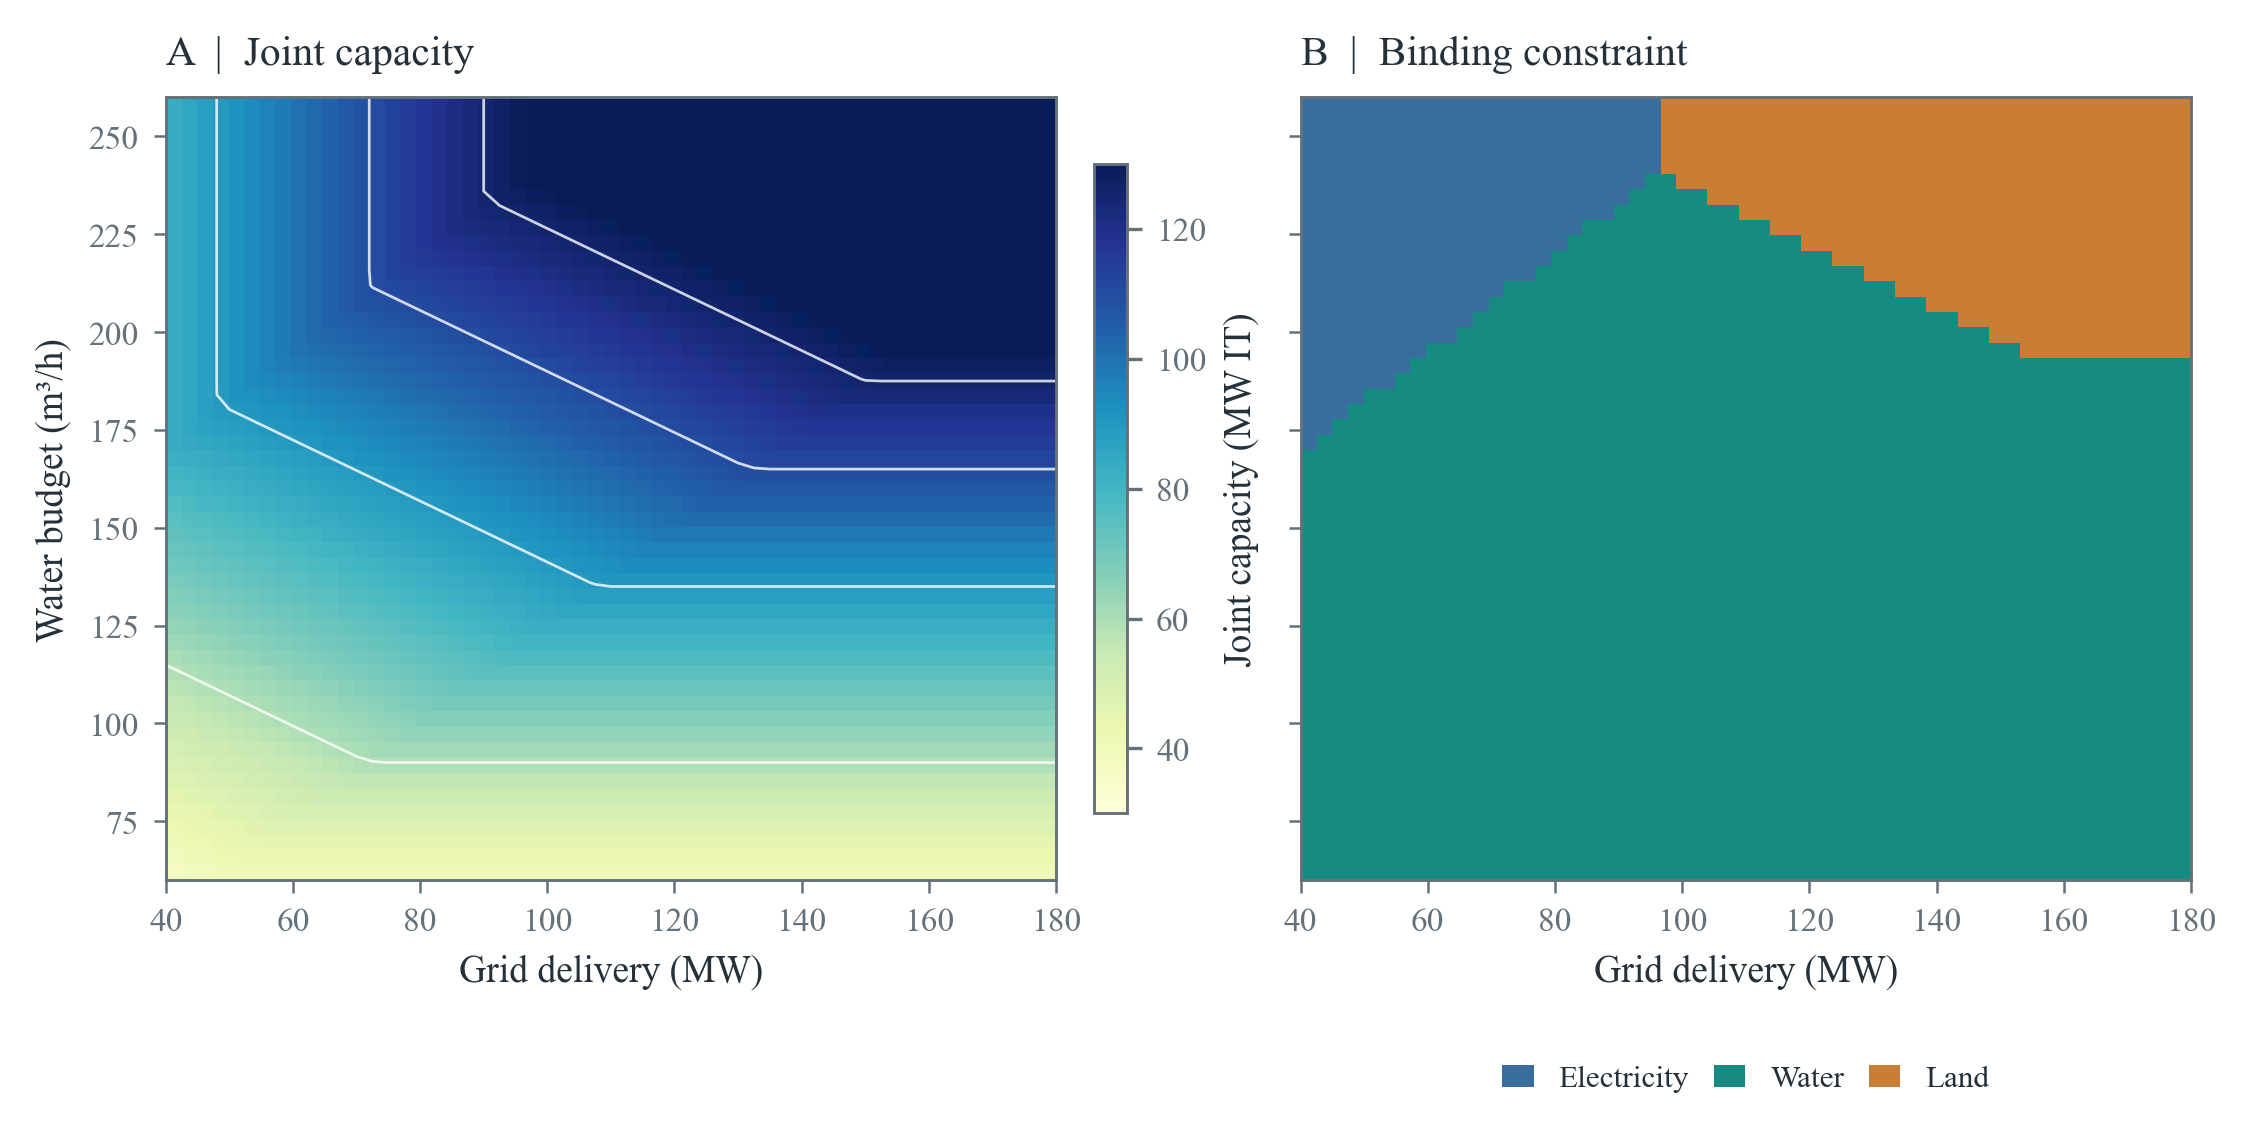 A | Joint capacity
Water budget (m³/h)
250
225
200
175
150
125
100
75
40 60 80 100 120 140 160 180
Grid delivery (MW)
120
100
80
60
40
Joint capacity (MW IT)
B | Binding constraint
40 60 80 100 120 140 160 180
Grid delivery (MW)
Electricity Water Land